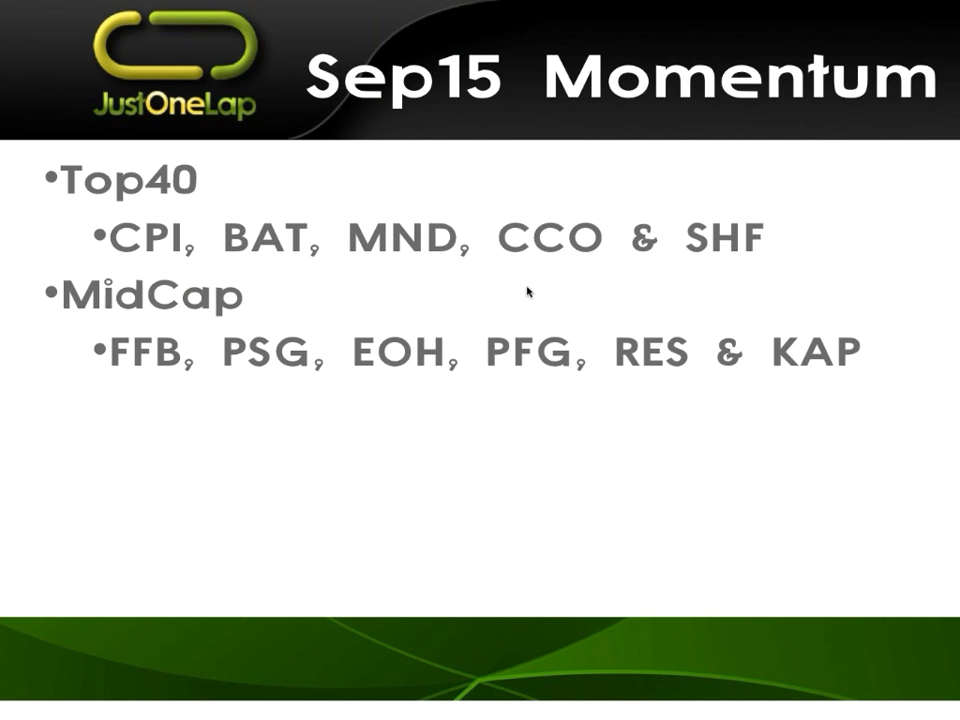 JustOneLap
Sep15 Momentum
•Top40
•CPI, BAT, MND, CCO & SHF
•MidCap
•FFB, PSG, EOH, PFG, RES & KAP